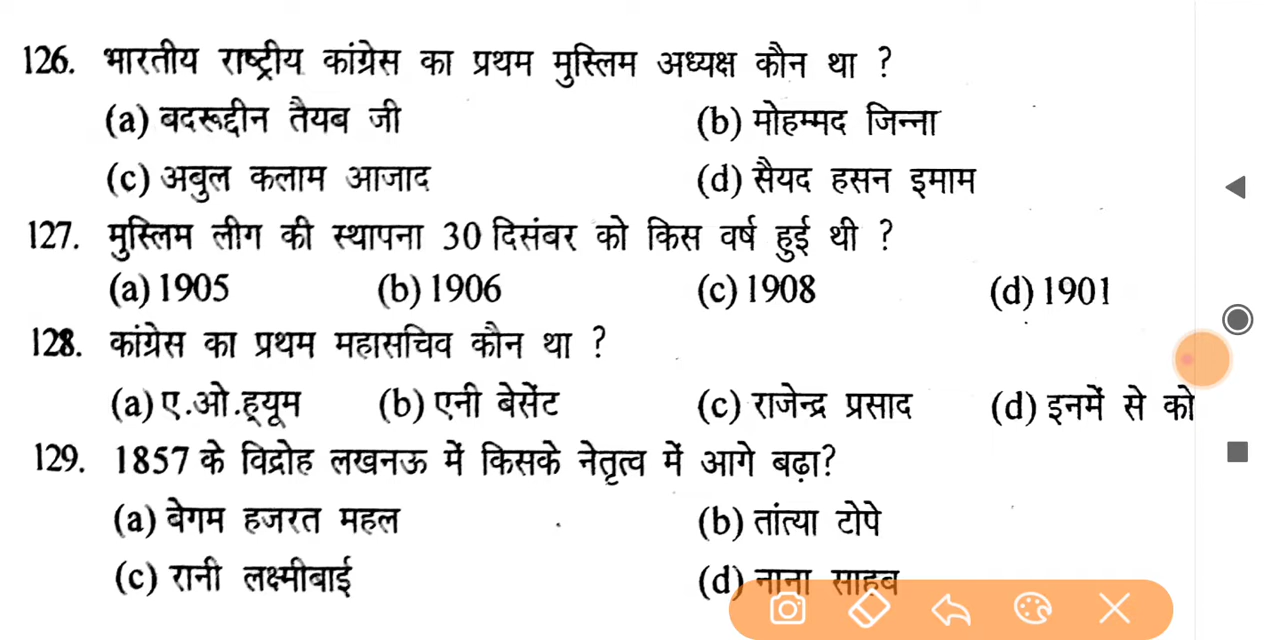 126. भारतीय राष्ट्रीय कांग्रेस का प्रथम मुस्लिम अध्यक्ष कौन था ?
(a) बदरूद्दीन तैयब जी (b) मोहम्मद जिन्ना
(c) अबुल कलाम आजाद (d) सैयद हसन इमाम
127. मुस्लिम लीग की स्थापना 30 दिसंबर को किस वर्ष हुई थी ?
(a) 1905 (b) 1906 (c) 1908 (d) 1901
128. कांग्रेस का प्रथम महासचिव कौन था ?
(a) ए.ओ.ह्यूम (b) एनी बेसेंट (c) राजेन्द्र प्रसाद (d) इनमें से को
129. 1857 के विद्रोह लखनऊ में किसके नेतृत्व में आगे बढ़ा?
(a) बेगम हजरत महल (b) तांत्या टोपे
(c) रानी लक्ष्मीबाई (d) नाना साहब